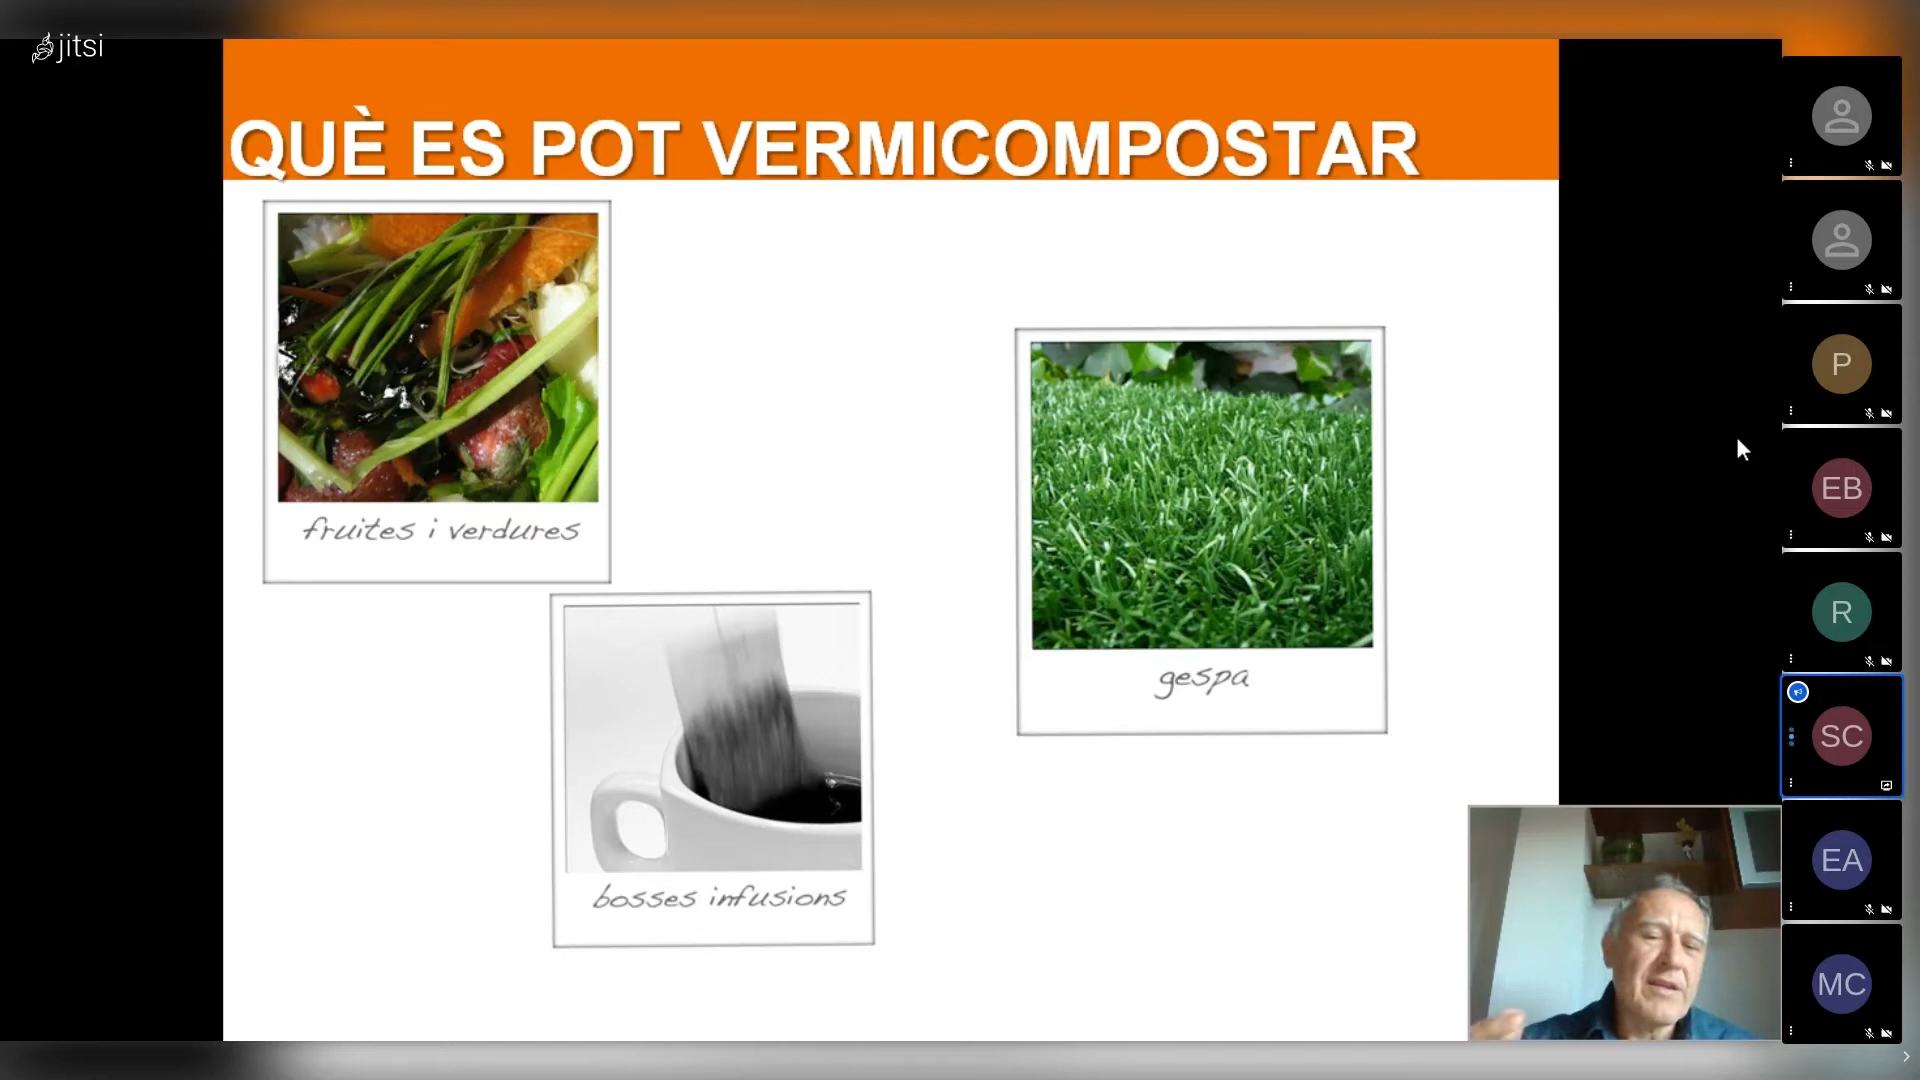 jitsi
QUÈ ES POT VERMICOMPOSTAR
fruites i verdures
gespa
bosses infusions
P
EB
R
SC
EA
MC